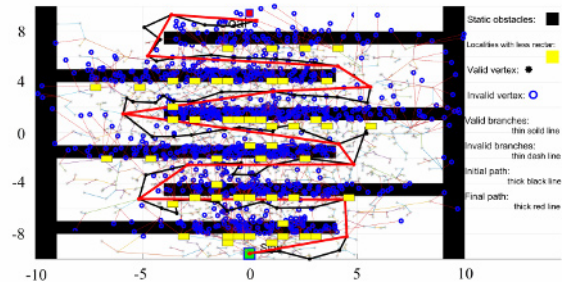 8
4
0
-4
-8
-10
-5
0
5
10
Static obstacles:
Localities with less nectar:
Valid vertex:
Invalid vertex:
Valid branches:
thin solid line
Invalid branches:
thin dash line
Initial path:
thick black line
Final path:
thick red line